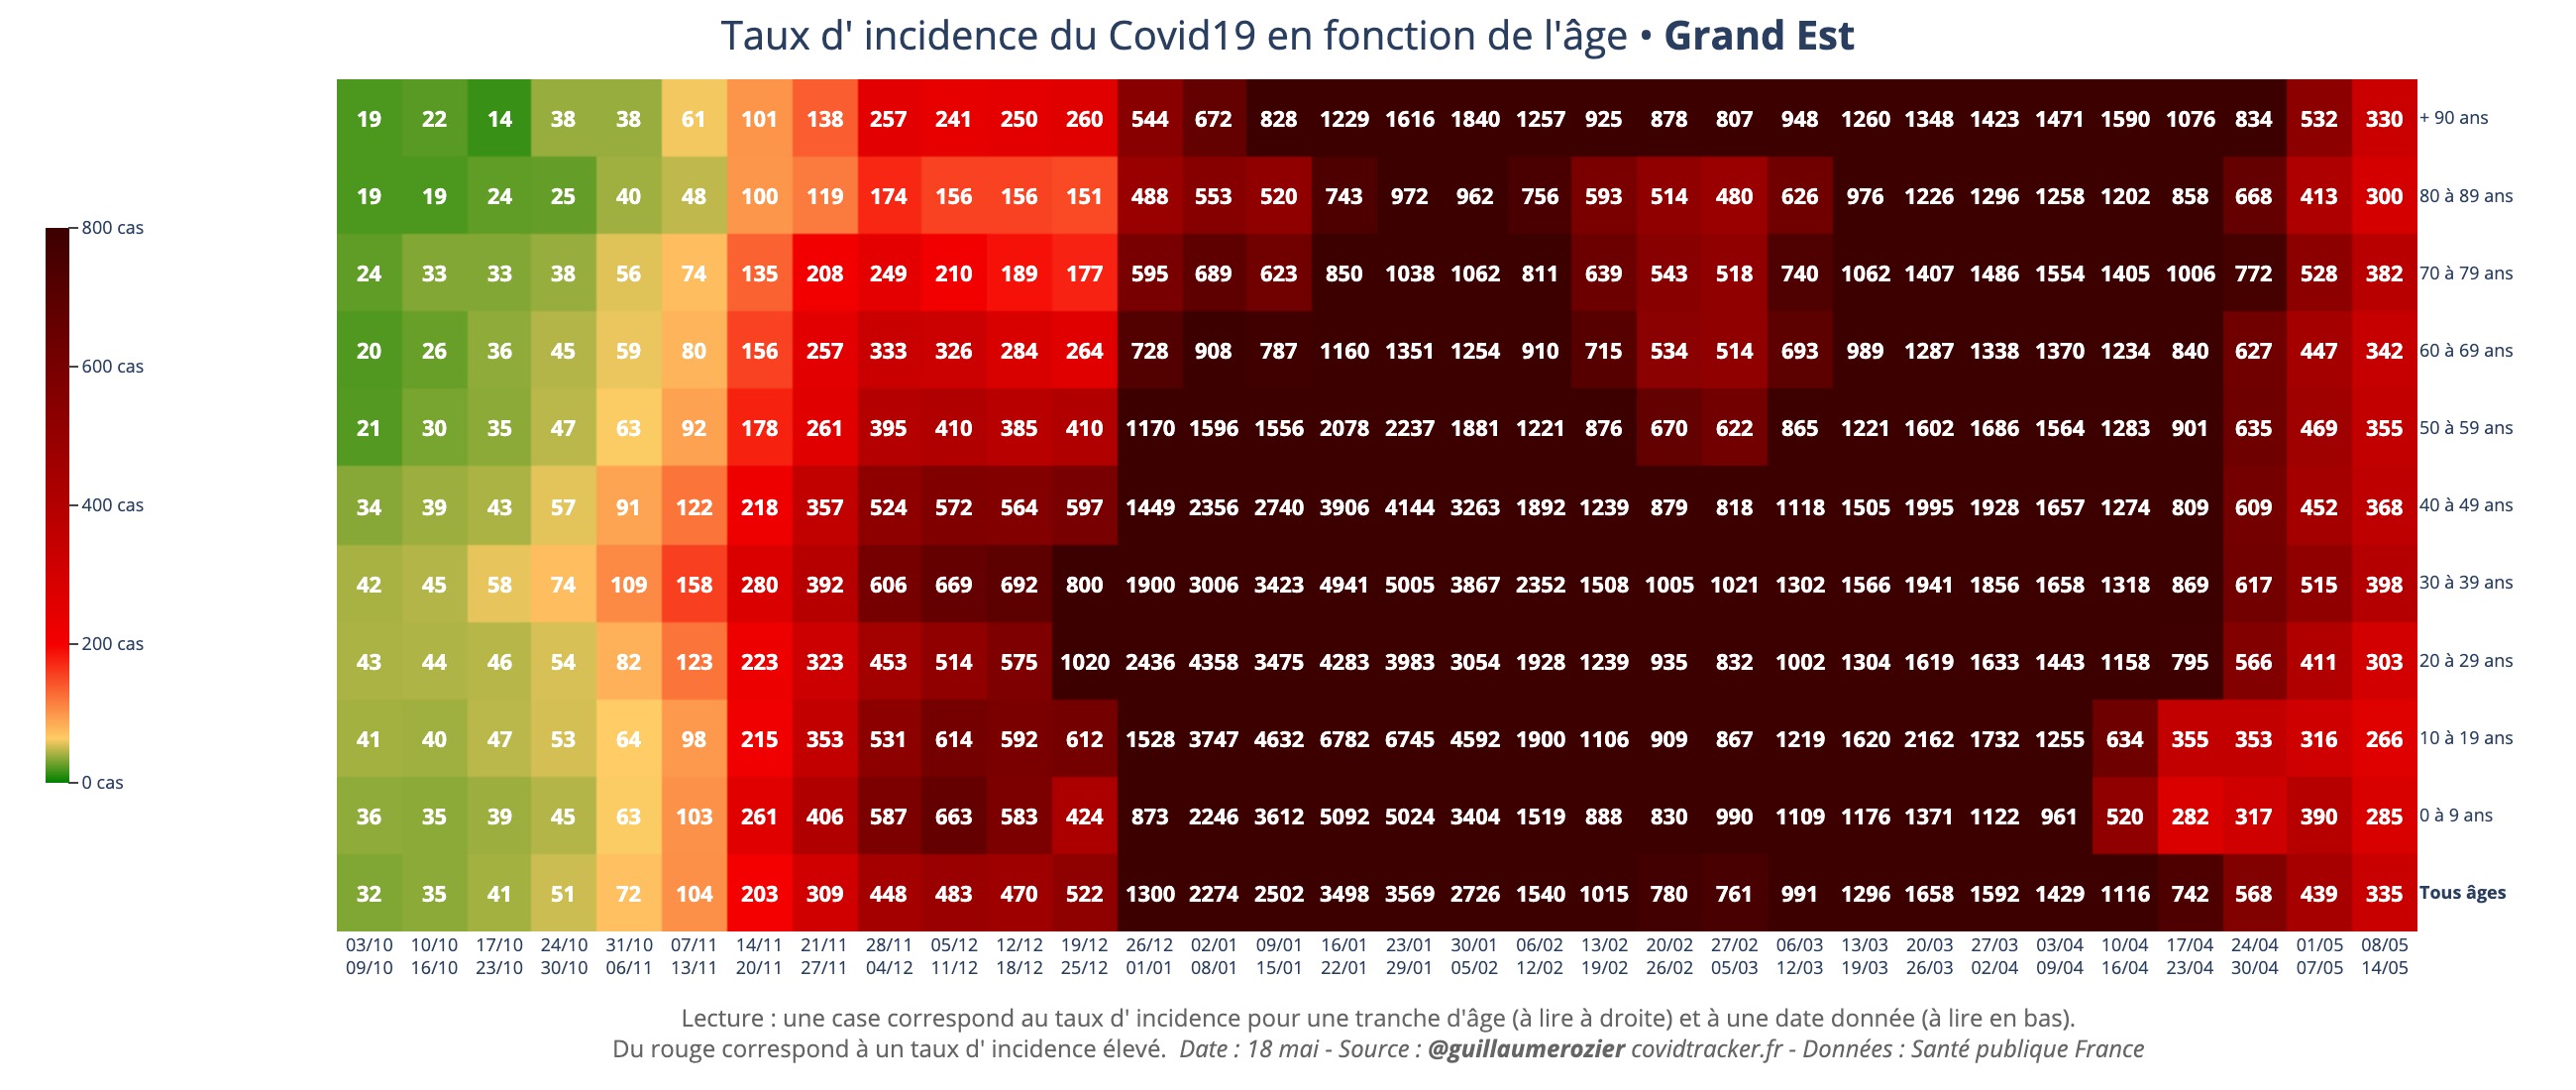 Taux d' incidence du Covid19 en fonction de l'âge • Grand Est
800 cas
600 cas
400 cas
200 cas
0 cas
19 22 14 38 38 61 101 138 257 241 250 260 544 672 828 1229 1616 1840 1257 925 878 807 948 1260 1348 1423 1471 1590 1076 834 532 330 + 90 ans
19 19 24 25 40 48 100 119 174 156 156 151 488 553 520 743 972 962 756 593 514 480 626 976 1226 1296 1258 1202 858 668 413 300 80 à 89 ans
24 33 33 38 56 74 135 208 249 210 189 177 595 689 623 850 1038 1062 811 639 543 518 740 1062 1407 1486 1554 1405 1006 772 528 382 70 à 79 ans
20 26 36 45 59 80 156 257 333 326 284 264 728 908 787 1160 1351 1254 910 715 534 514 693 989 1287 1338 1370 1234 840 627 447 342 60 à 69 ans
21 30 35 47 63 92 178 261 395 410 385 410 1170 1596 1556 2078 2237 1881 1221 876 670 622 865 1221 1602 1686 1564 1283 901 635 469 355 50 à 59 ans
34 39 43 57 91 122 218 357 524 572 564 597 1449 2356 2740 3906 4144 3263 1892 1239 879 818 1118 1505 1995 1928 1657 1274 809 609 452 368 40 à 49 ans
42 45 58 74 109 158 280 392 606 669 692 800 1900 3006 3423 4941 5005 3867 2352 1508 1005 1021 1302 1566 1941 1856 1658 1318 869 617 515 398 30 à 39 ans
43 44 46 54 82 123 223 323 453 514 575 1020 2436 4358 3475 4283 3983 3054 1928 1239 935 832 1002 1304 1619 1633 1443 1158 795 566 411 303 20 à 29 ans
41 40 47 53 64 98 215 353 531 614 592 612 1528 3747 4632 6782 6745 4592 1900 1106 909 867 1219 1620 2162 1732 1255 634 355 353 316 266 10 à 19 ans
36 35 39 45 63 103 261 406 587 663 583 424 873 2246 3612 5092 5024 3404 1519 888 830 990 1109 1176 1371 1122 961 520 282 317 390 285 0 à 9 ans
32 35 41 51 72 104 203 309 448 483 470 522 1300 2274 2502 3498 3569 2726 1540 1015 780 761 991 1296 1658 1592 1429 1116 742 568 439 335 Tous âges
03/10 10/10 17/10 24/10 31/10 07/11 14/11 21/11 28/11 05/12 12/12 19/12 26/12 02/01 09/01 16/01 23/01 30/01 06/02 13/02 20/02 27/02 06/03 13/03 20/03 27/03 03/04 10/04 17/04 24/04 01/05 08/05
09/10 16/10 23/10 30/10 06/11 13/11 20/11 27/11 04/12 11/12 18/12 25/12 01/01 08/01 15/01 22/01 29/01 05/02 12/02 19/02 26/02 05/03 12/03 19/03 26/03 02/04 09/04 16/04 23/04 30/04 07/05 14/05
Lecture : une case correspond au taux d' incidence pour une tranche d'âge (à lire à droite) et à une date donnée (à lire en bas).
Du rouge correspond à un taux d' incidence élevé. Date : 18 mai - Source : @guillaumerozier covidtracker.fr - Données : Santé publique France